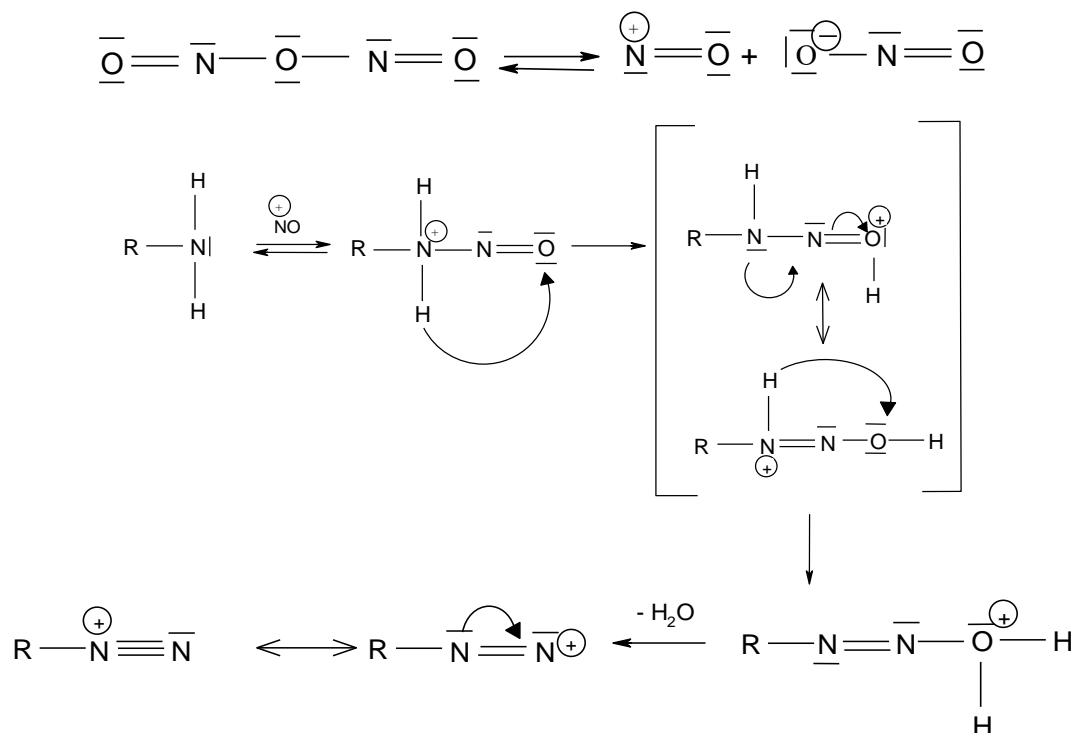 O = N — O — N = O ⇌ ⊕ N = O + |O ⊖ — N = O
H H H
R — N| ⊕ NO ⇌ R — N ⊕ — N = O → R — N — N = O ⊕ |
H H H
↕
H
R — N ⊕ = N — O — H
↓
R — N ⊕ ≡ N ↔ R — N = N ⊕ - H₂O ← R — N = N — O ⊕ — H
H